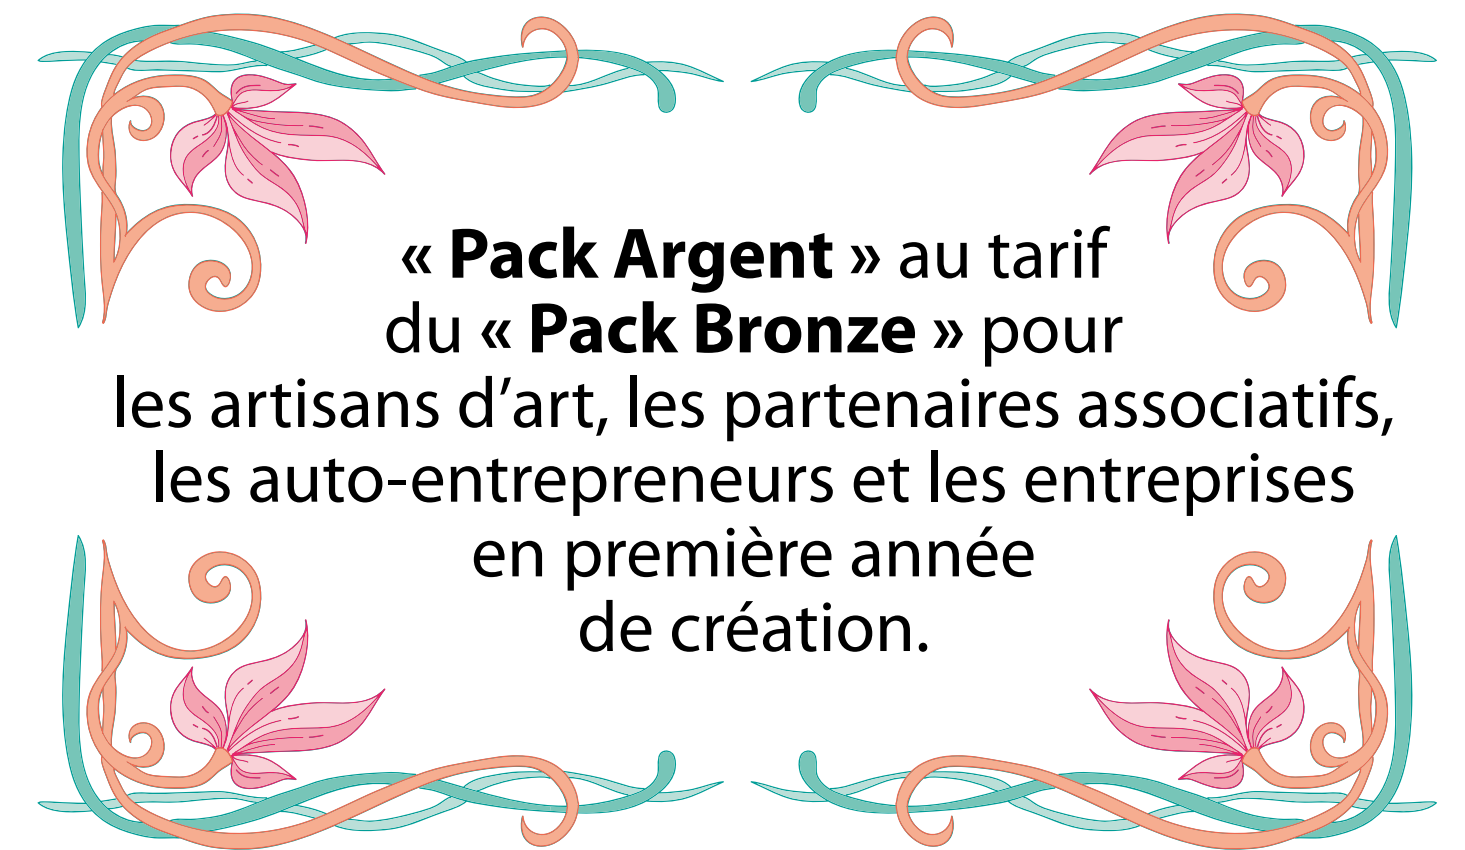 « Pack Argent » au tarif
du « Pack Bronze » pour
les artisans d’art, les partenaires associatifs,
les auto-entrepreneurs et les entreprises
en première année
de création.